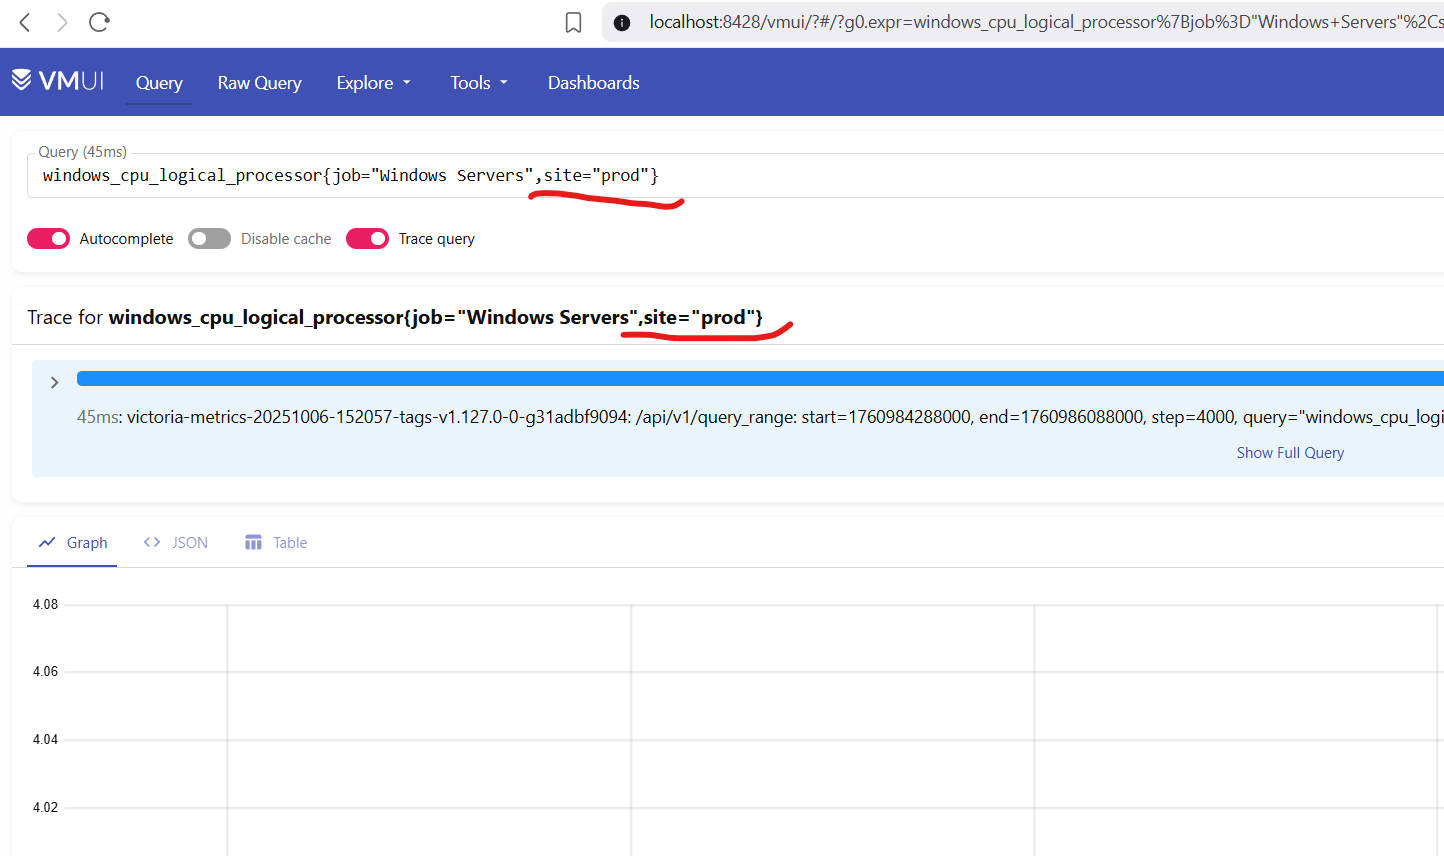 localhost:8428/vmui/?#/?g0.expr=windows_cpu_logical_processor%7Bjob%3D"Windows+Servers"%2Cs
VMUI Query Raw Query Explore Tools Dashboards
Query (45ms)
windows_cpu_logical_processor{job="Windows Servers",site="prod"}
Autocomplete Disable cache Trace query
Trace for windows_cpu_logical_processor{job="Windows Servers",site="prod"}
45ms: victoria-metrics-20251006-152057-tags-v1.127.0-0-g31adbf9094: /api/v1/query_range: start=1760984288000, end=1760986088000, step=4000, query="windows_cpu_logi
Show Full Query
Graph JSON Table
4.08
4.06
4.04
4.02